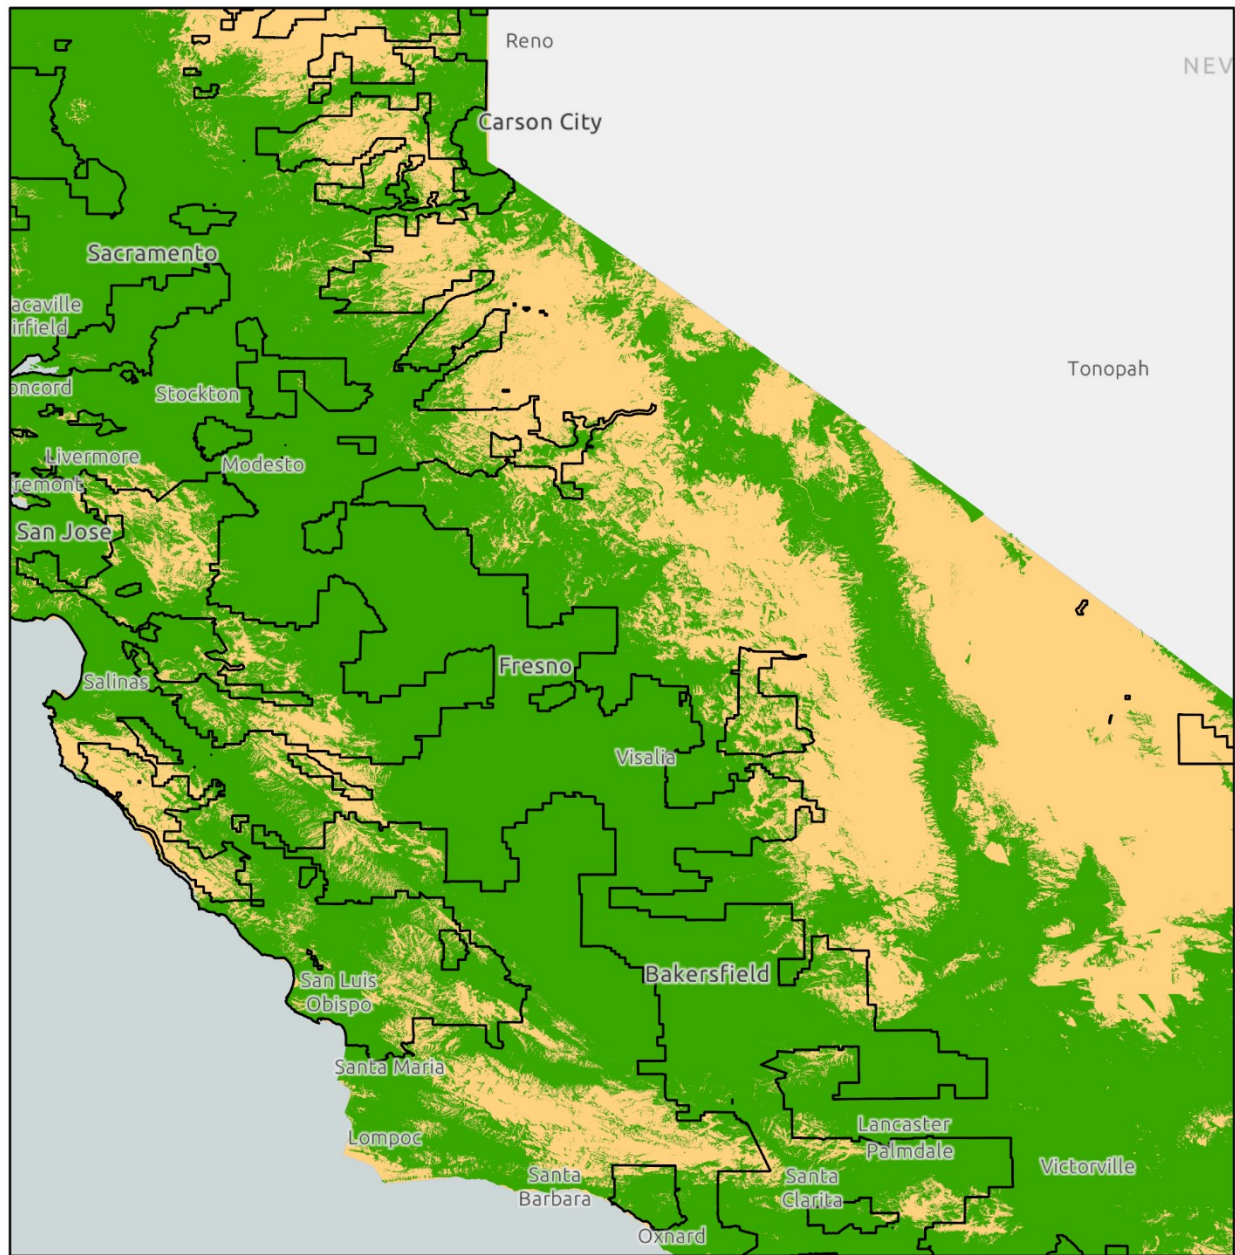 Reno
NEV
Carson City
Sacramento
acaville
irfield
Tonopah
oncord
Stockton
Livermore
Modesto
remont
San Jose
Fresno
Salinas
Visalia
Bakersfield
San Luis
Obispo
Santa Maria
Lompoc
Lancaster
Palmdale
Victorville
Santa
Barbara
Santa
Clarita
Oxnard